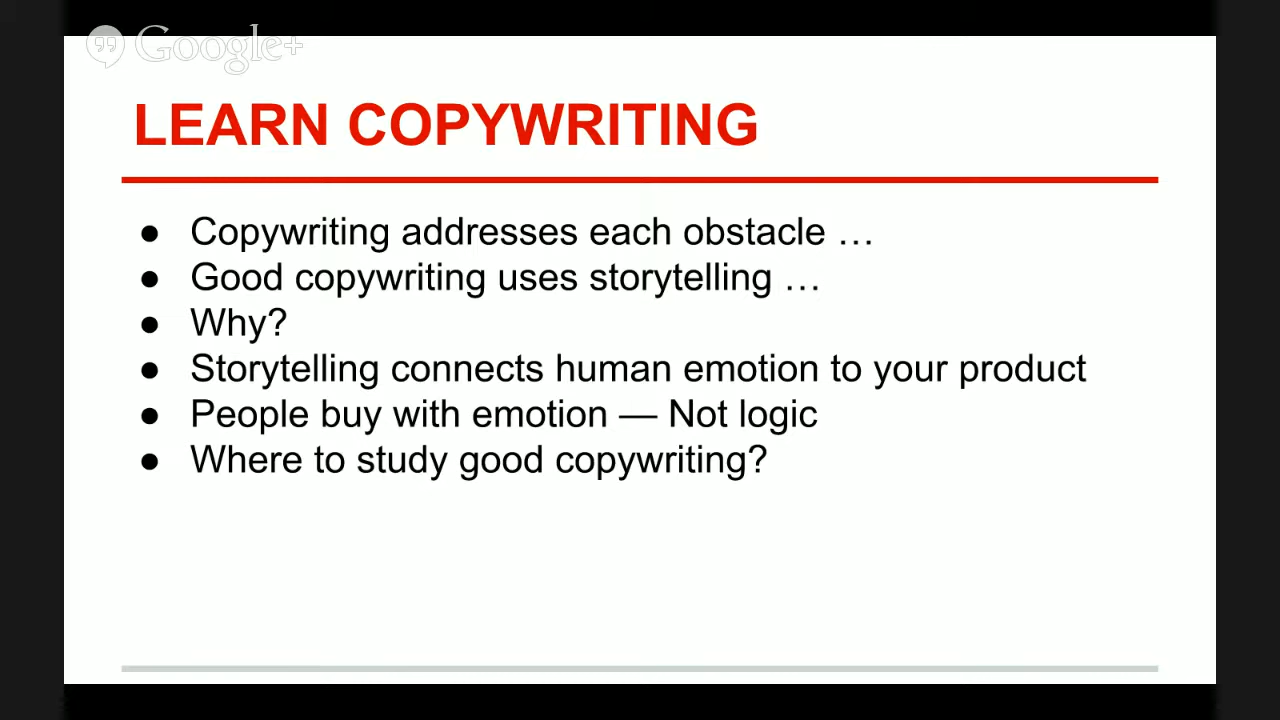 Google+
LEARN COPYWRITING
● Copywriting addresses each obstacle …
● Good copywriting uses storytelling …
● Why?
● Storytelling connects human emotion to your product
● People buy with emotion — Not logic
● Where to study good copywriting?